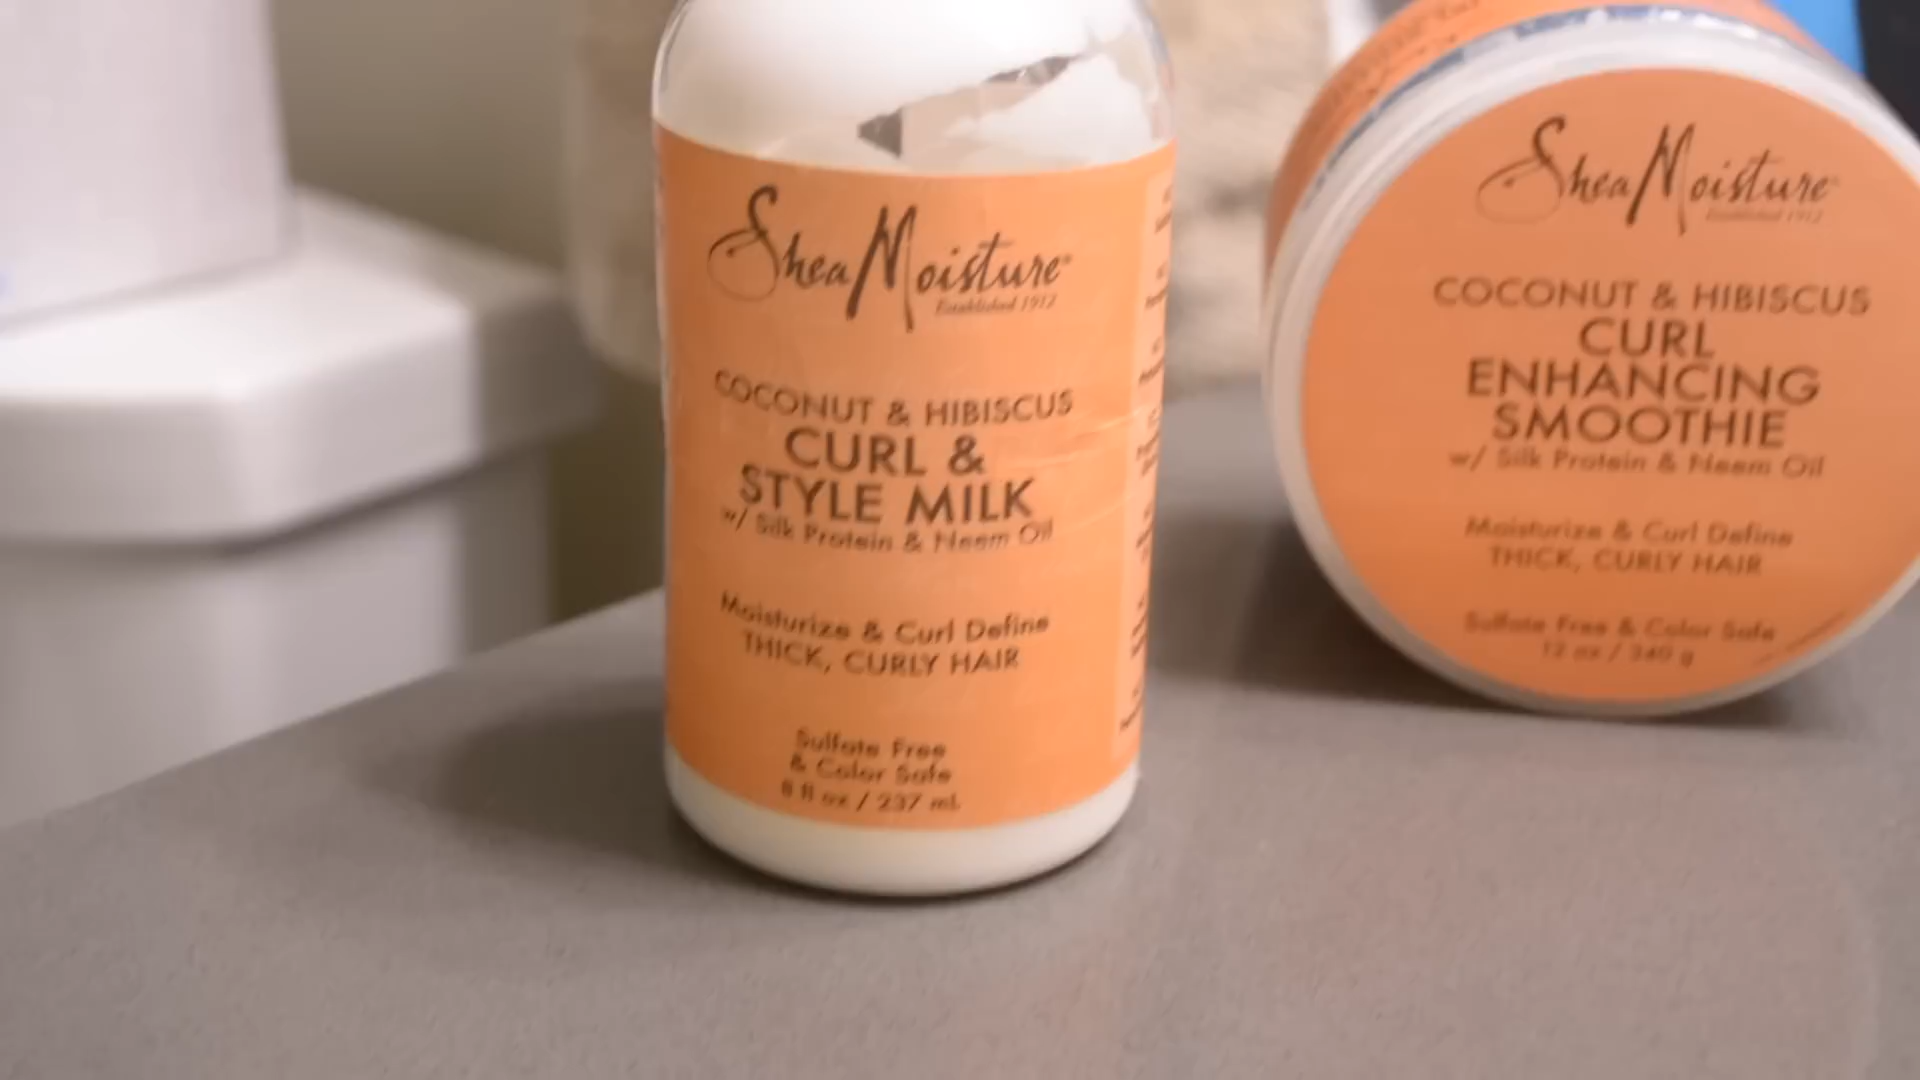 SheaMoisture
Established 1912
COCONUT & HIBISCUS
CURL &
STYLE MILK
w/ Silk Protein & Neem Oil
Moisturize & Curl Define
THICK, CURLY HAIR
Sulfate Free
& Color Safe
8 fl oz / 237 mL
SheaMoisture
Established 1912
COCONUT & HIBISCUS
CURL
ENHANCING
SMOOTHIE
w/ Silk Protein & Neem Oil
Moisturize & Curl Define
THICK, CURLY HAIR
Sulfate Free & Color Safe
12 oz / 340 g